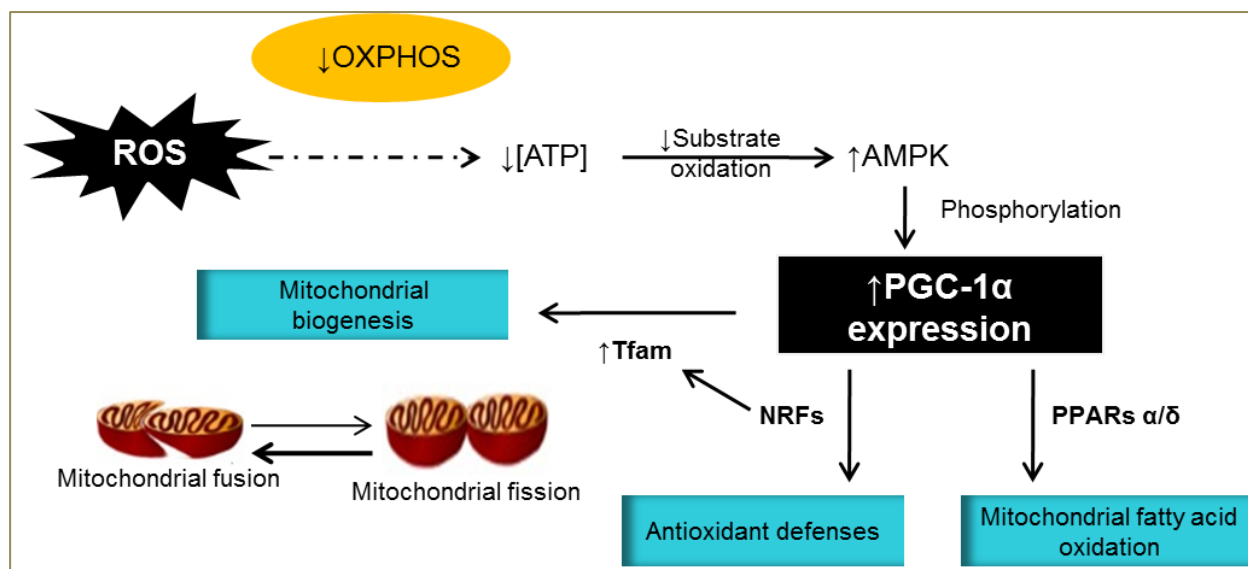 ↓OXPHOS
ROS
↓[ATP]
↓Substrate
oxidation
↑AMPK
Phosphorylation
↑PGC-1α
expression
Mitochondrial
biogenesis
↑Tfam
NRFs
PPARs α/δ
Mitochondrial fusion
Mitochondrial fission
Antioxidant defenses
Mitochondrial fatty acid
oxidation